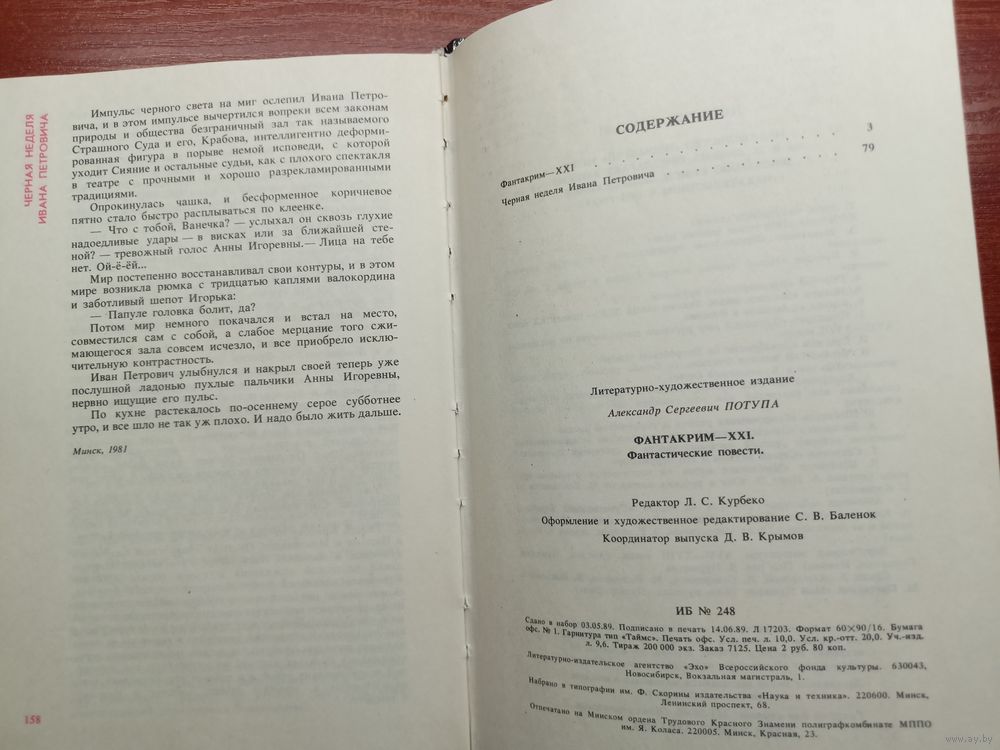 ЧЕРНАЯ НЕДЕЛЯ
ИВАНА ПЕТРОВИЧА
Импульс черного света на миг ослепил Ивана Петро-
вича, и в этом импульсе вычертился вопреки всем законам
природы и общества безграничный зал так называемого
Страшного Суда и его, Крабова, интеллигентно деформи-
рованная фигура в порыве немой исповеди, с которой
уходит Сияние и остальные судьи, как с плохого спектакля
в театре с прочными и хорошо разрекламированными
традициями.
Опрокинулась чашка, и бесформенное коричневое
пятно стало быстро расплываться по клеенке.
— Что с тобой, Ванечка? — услыхал он сквозь глухие
надоедливые удары — в висках или за ближайшей сте-
ной? — тревожный голос Анны Игоревны.— Лица на тебе
нет. Ой-ё-ёй...
Мир постепенно восстанавливал свои контуры, и в этом
мире возникла рюмка с тридцатью каплями валокордина
и заботливый шепот Игорька:
— Папуле головка болит, да?
Потом мир немного покачался и встал на место,
совместился сам с собой, а слабое мерцание того сжи-
мающегося зала совсем исчезло, и все приобрело исклю-
чительную контрастность.
Иван Петрович улыбнулся и накрыл своей теперь уже
послушной ладонью пухлые пальчики Анны Игоревны,
нервно ищущие его пульс.
По кухне растекалось по-осеннему серое субботнее
утро, и все шло не так уж плохо. И надо было жить дальше.
Минск, 1981
158
СОДЕРЖАНИЕ
Фантакрим—XXI . . . . . . . . . . . . . . 3
Черная неделя Ивана Петровича . . . . . . . . 79
Литературно-художественное издание
Александр Сергеевич ПОТУПА
ФАНТАКРИМ—XXI.
Фантастические повести.
Редактор Л. С. Курбеко
Оформление и художественное редактирование С. В. Баленок
Координатор выпуска Д. В. Крымов
ИБ № 248
Сдано в набор 03.05.89. Подписано в печать 14.06.89. Л 17203. Формат 60×90/16. Бумага
офс. № 1. Гарнитура тип «Таймс». Печать офс. Усл. печ. л. 10,0. Усл. кр.-отт. 20,0. Уч.-изд.
л. 9,6. Тираж 200 000 экз. Заказ 7125. Цена 2 руб. 80 коп.
Литературно-издательское агентство «Эхо» Всероссийского фонда культуры. 630043,
Новосибирск, Вокзальная магистраль, 1.
Набрано в типографии им. Ф. Скорины издательства «Наука и техника». 220600. Минск,
Ленинский проспект, 68.
Отпечатано на Минском ордена Трудового Красного Знамени полиграфкомбинате МППО
им. Я. Коласа. 220005. Минск, Красная, 23.
www.ay.by